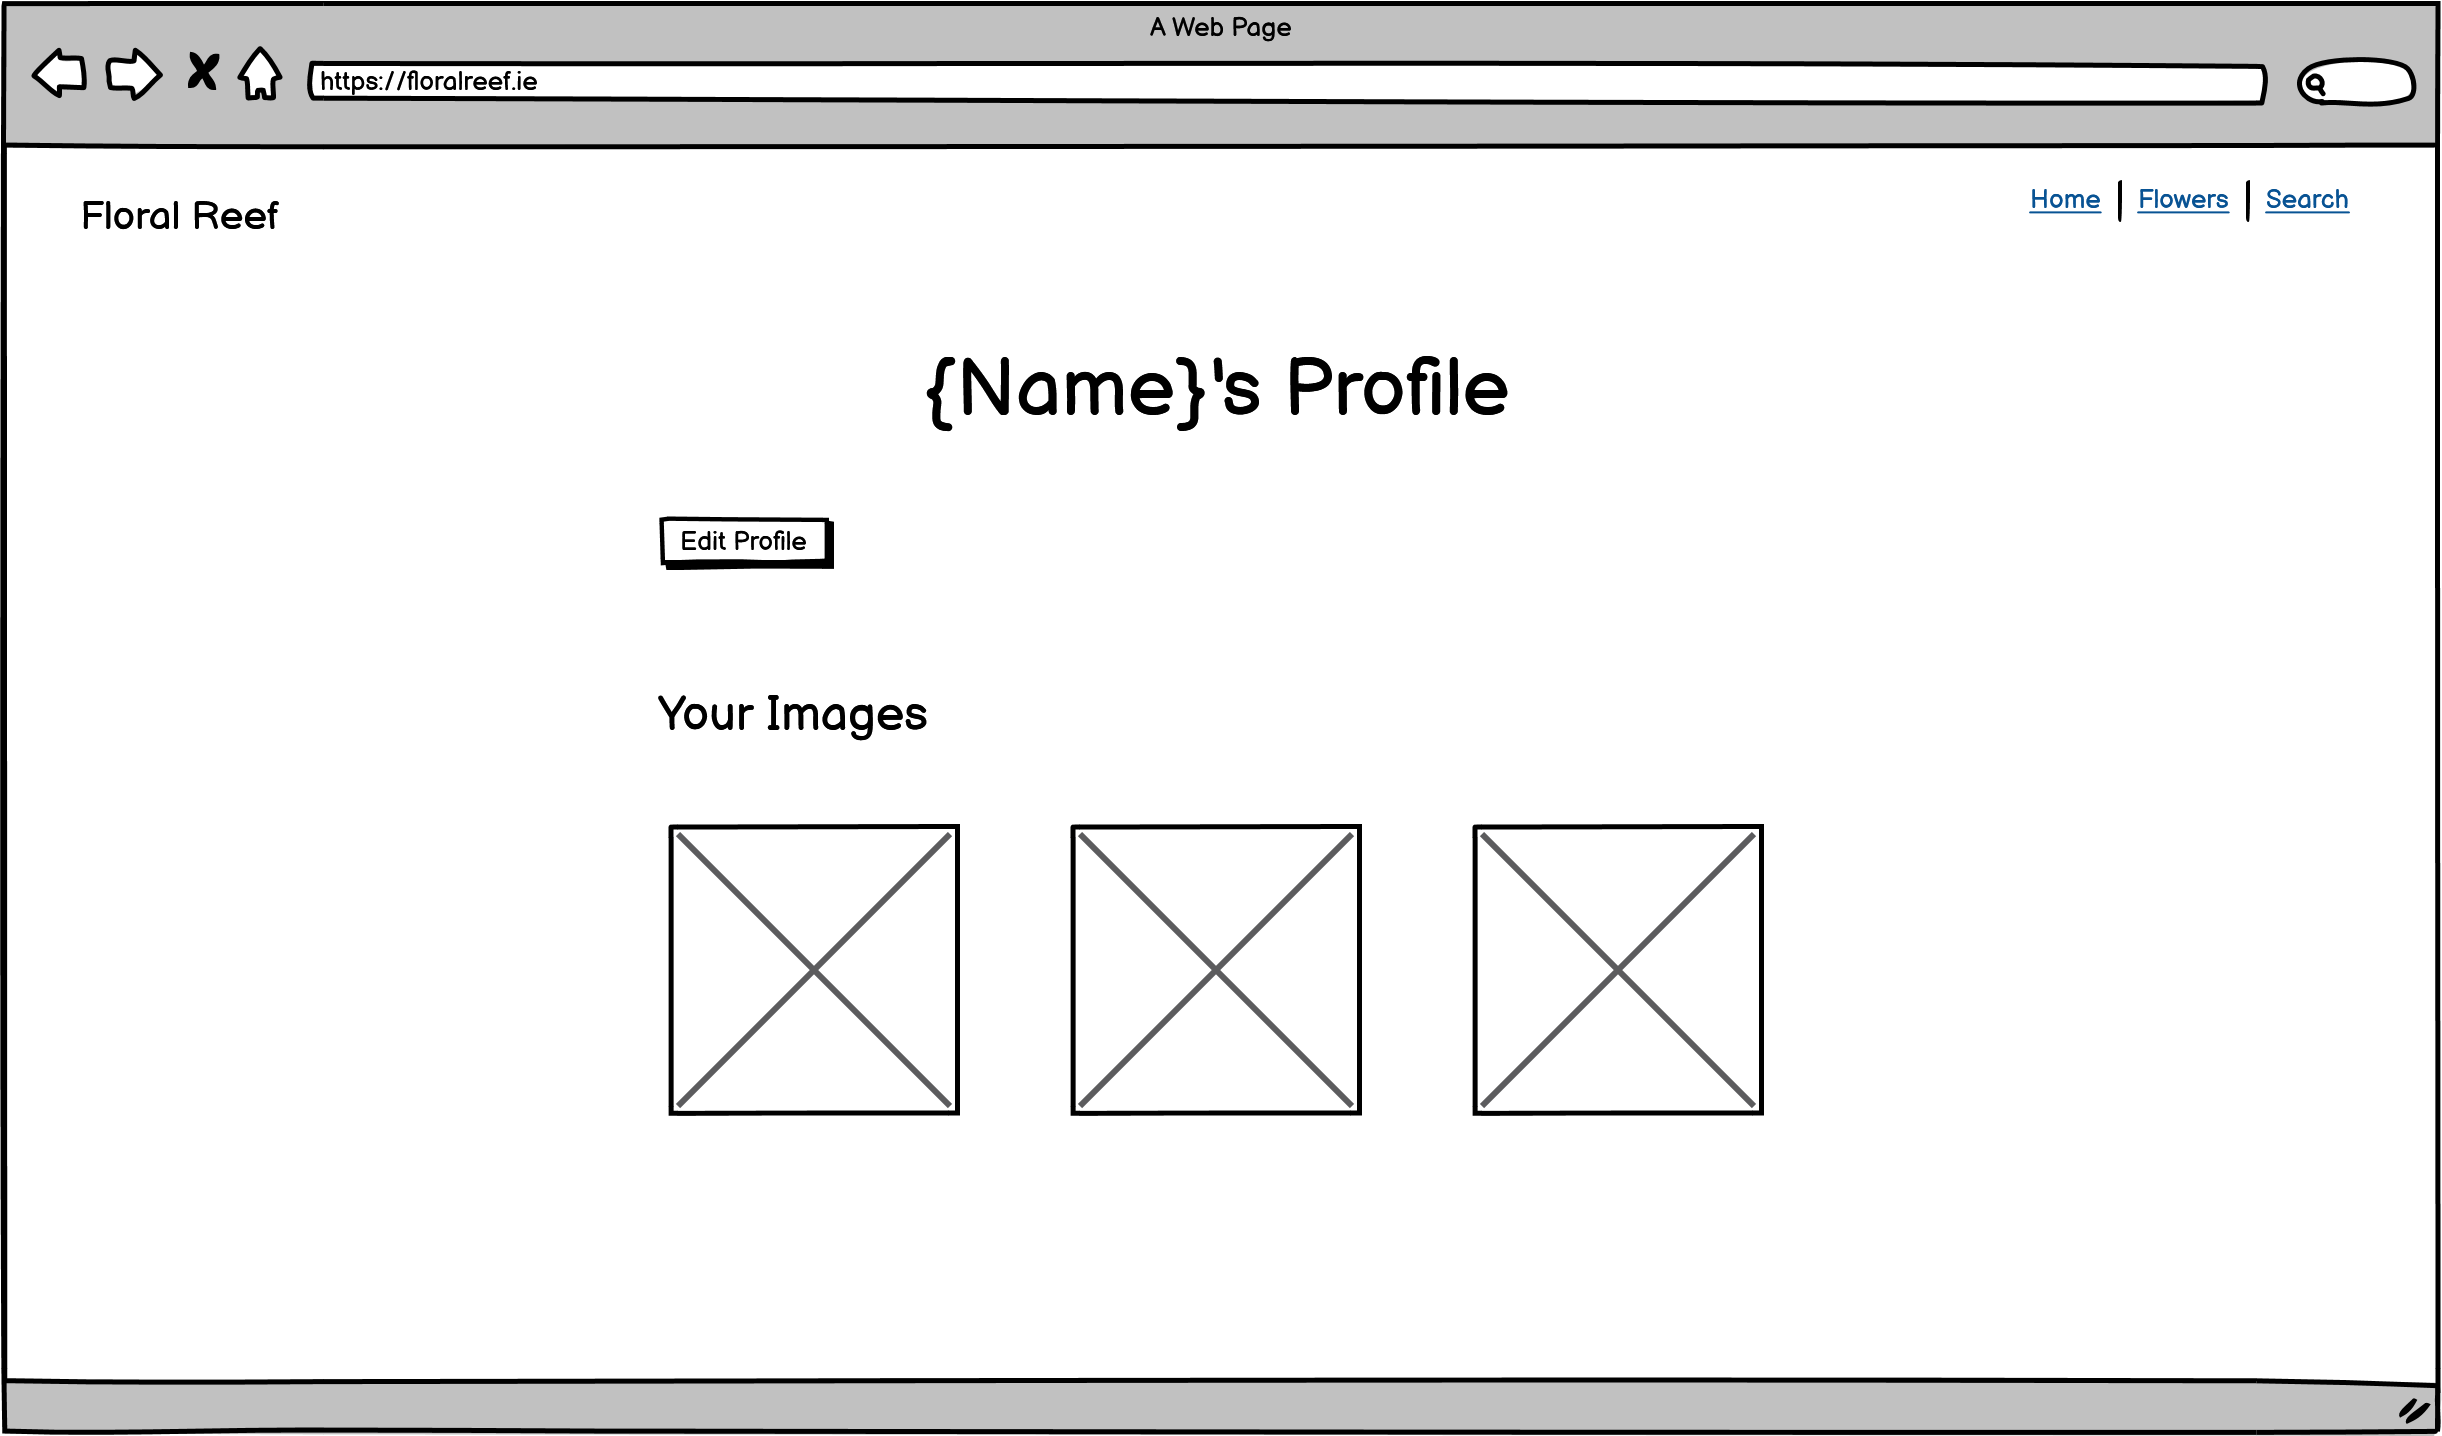 A Web Page
https://floralreef.ie
Floral Reef
Home | Flowers | Search
{Name}'s Profile
Edit Profile
Your Images